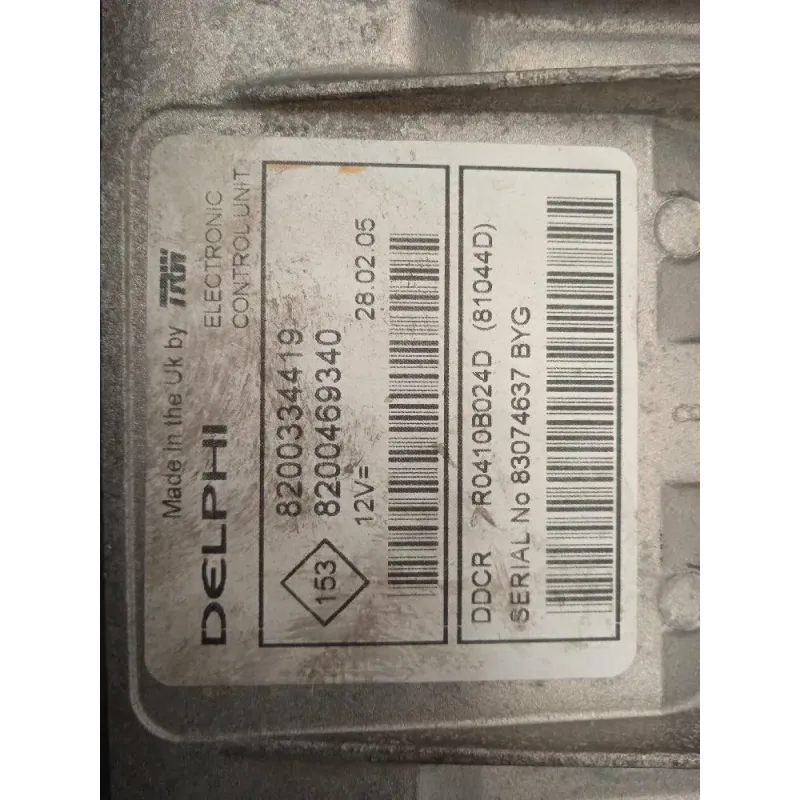 Made In the Uk by TRW
DELPHI
ELECTRONIC
CONTROL UNIT
153
8200334419
8200469340
12V=
28.02.05
DDCR R0410B024D (81044D)
SERIAL No 83074637 BYG
8